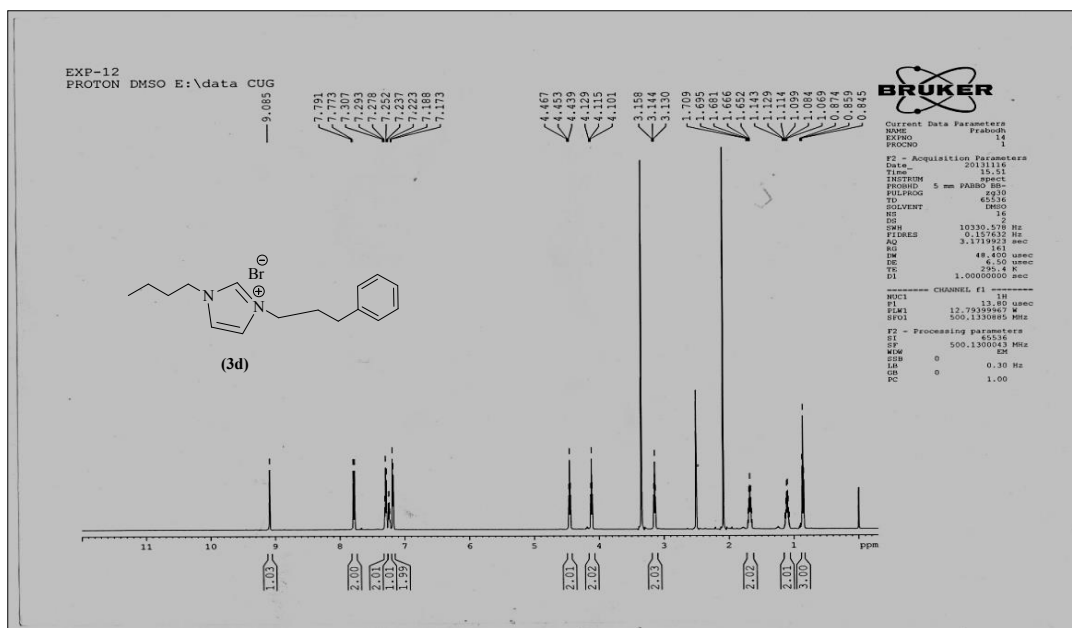 EXP-12
PROTON DMSO E:\data CUG
9.085
7.791
7.773
7.307
7.293
7.278
7.252
7.237
7.223
7.188
7.173
4.467
4.453
4.439
4.129
4.115
4.101
3.158
3.144
3.130
1.709
1.695
1.681
1.666
1.652
1.143
1.129
1.114
1.099
1.084
1.069
0.874
0.859
0.845
BRUKER
Current Data Parameters
NAME Prabodh
EXPNO 14
PROCNO 1
F2 - Acquisition Parameters
Date_ 20131116
Time 15.51
INSTRUM spect
PROBHD 5 mm PABBO BB-
PULPROG zg30
TD 65536
SOLVENT DMSO
NS 16
DS 2
SWH 10330.578 Hz
FIDRES 0.157632 Hz
AQ 3.1719923 sec
RG 161
DW 48.400 usec
DE 6.50 usec
TE 295.4 K
D1 1.00000000 sec
======== CHANNEL f1 ========
NUC1 1H
P1 13.80 usec
PLW1 12.79399967 W
SFO1 500.1330885 MHz
F2 - Processing parameters
SI 65536
SF 500.1300043 MHz
WDW EM
SSB 0
LB 0.30 Hz
GB 0
PC 1.00
Br⊖
N N⊕
(3d)
11 10 9 8 7 6 5 4 3 2 1 ppm
1.03
2.00
2.01
1.01
1.99
2.01
2.02
2.03
2.02
2.01
3.00